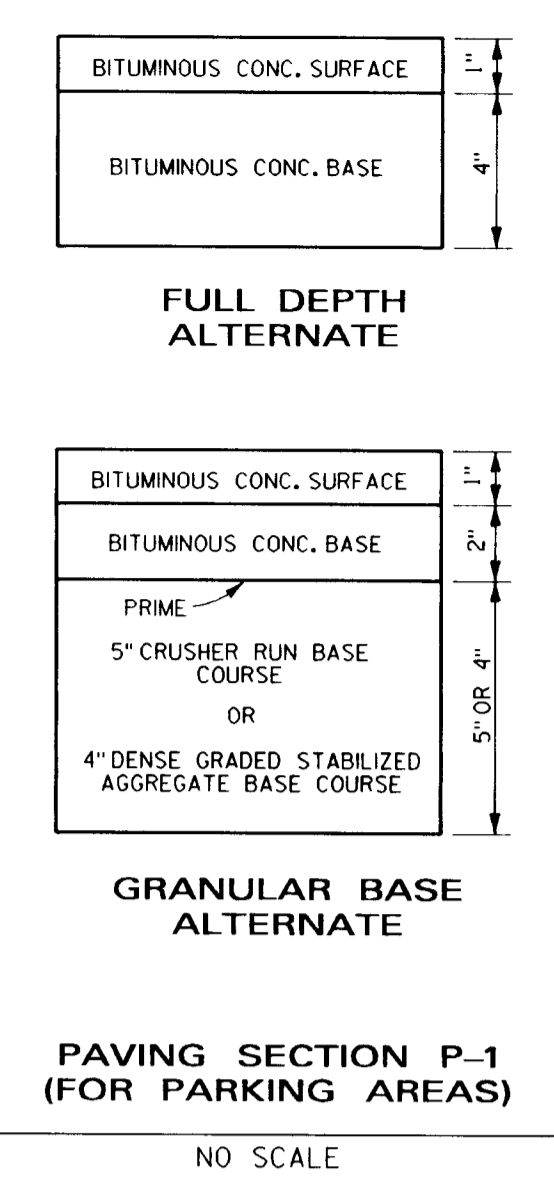 BITUMINOUS CONC. SURFACE
1"
BITUMINOUS CONC. BASE
4"
FULL DEPTH
ALTERNATE
BITUMINOUS CONC. SURFACE
1"
BITUMINOUS CONC. BASE
2"
PRIME
5" CRUSHER RUN BASE
COURSE
OR
4" DENSE GRADED STABILIZED
AGGREGATE BASE COURSE
5" OR 4"
GRANULAR BASE
ALTERNATE
PAVING SECTION P–1
(FOR PARKING AREAS)
NO SCALE